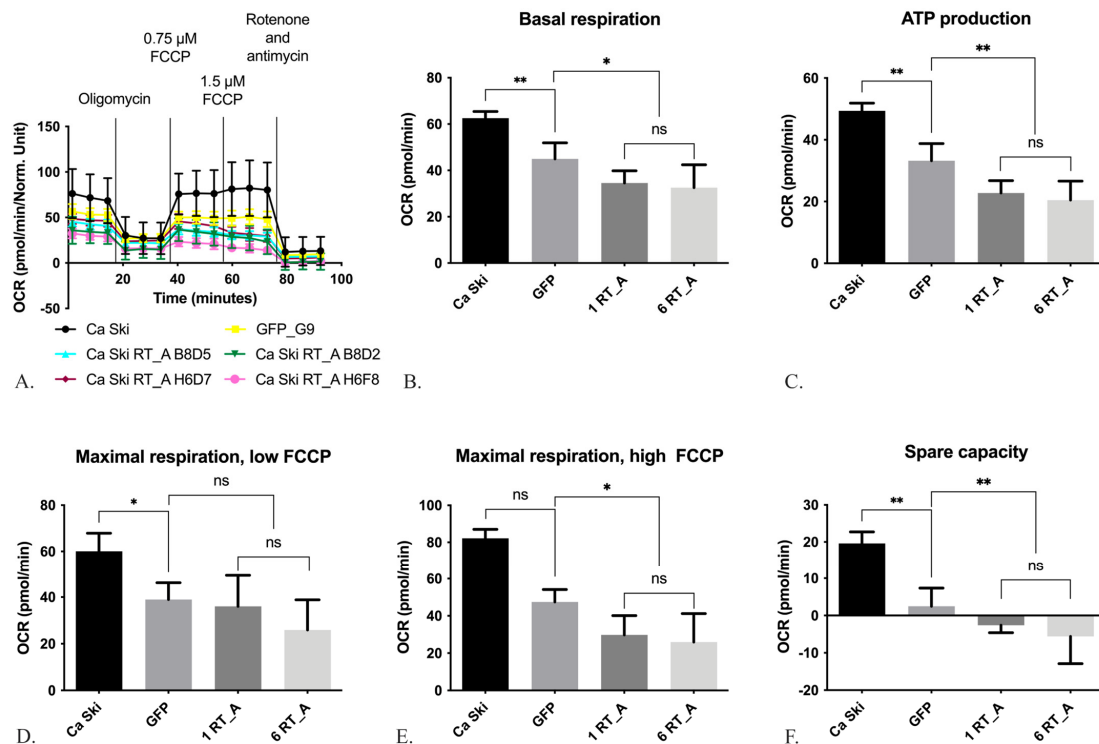 Rotenone
and
antimycin
0.75 µM
FCCP
1.5 µM
FCCP
Oligomycin
OCR (pmol/min/Norm. Unit)
150
100
50
0
-50
20
40
60
80
100
Time (minutes)
Ca Ski
GFP_G9
Ca Ski RT_A B8D5
Ca Ski RT_A B8D2
Ca Ski RT_A H6D7
Ca Ski RT_A H6F8
A.
Basal respiration
**
*
ns
OCR (pmol/min)
80
60
40
20
0
Ca Ski
GFP
1 RT_A
6 RT_A
B.
ATP production
**
**
ns
OCR (pmol/min)
60
40
20
0
Ca Ski
GFP
1 RT_A
6 RT_A
C.
Maximal respiration, low FCCP
*
ns
ns
OCR (pmol/min)
80
60
40
20
0
Ca Ski
GFP
1 RT_A
6 RT_A
D.
Maximal respiration, high FCCP
ns
*
ns
OCR (pmol/min)
100
80
60
40
20
0
Ca Ski
GFP
1 RT_A
6 RT_A
E.
Spare capacity
**
**
ns
OCR (pmol/min)
30
20
10
0
-10
-20
Ca Ski
GFP
1 RT_A
6 RT_A
F.